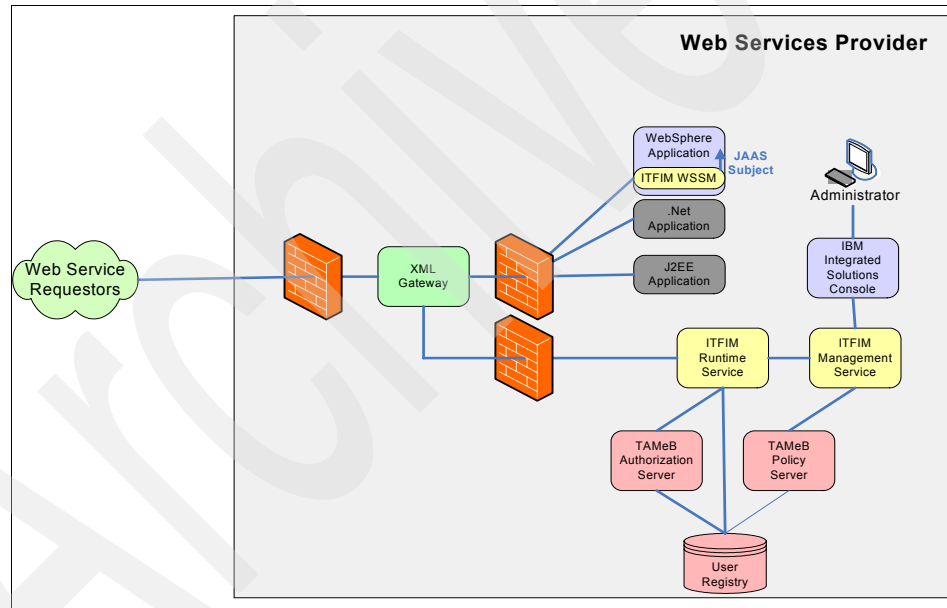 Web Services Provider
WebSphere
Application
JAAS
Subject
ITFIM WSSM
.Net
Application
Administrator
Web Service
Requestors
XML
Gateway
J2EE
Application
IBM
Integrated
Solutions
Console
ITFIM
Runtime
Service
ITFIM
Management
Service
TAMeB
Authorization
Server
TAMeB
Policy
Server
User
Registry
Archive